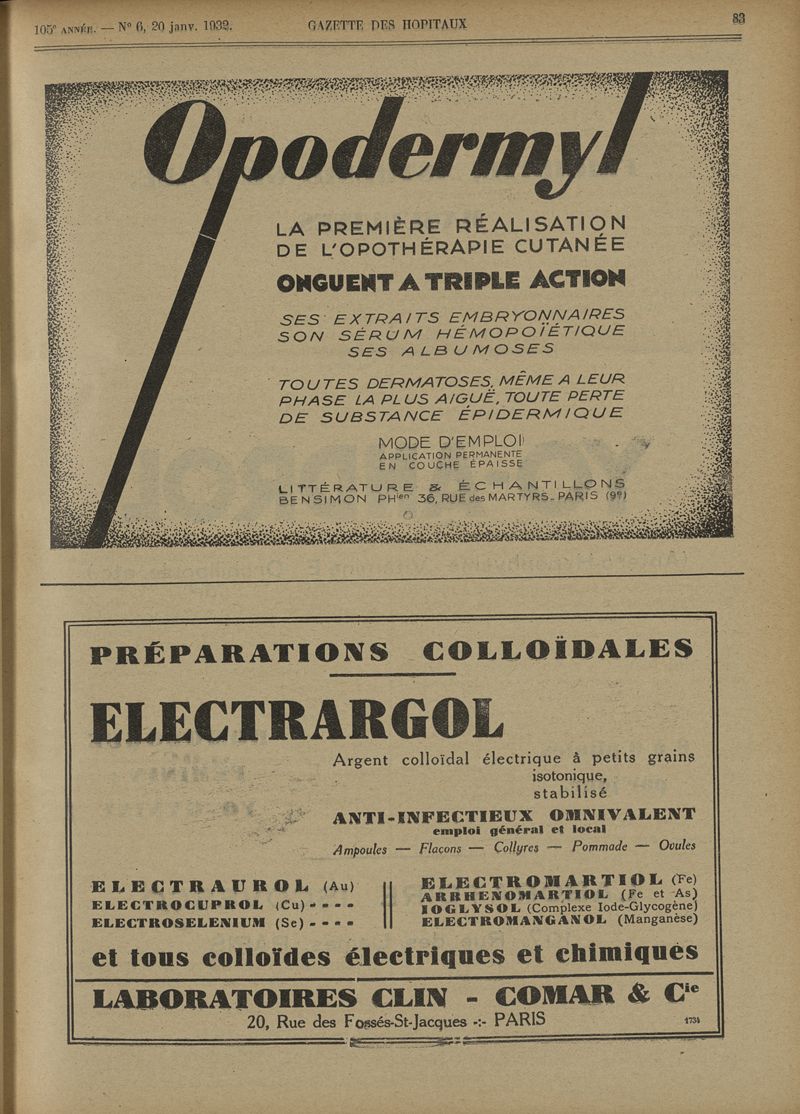 105e ANNÉE. — N° 6, 20 janv. 1932.
GAZETTE DES HOPITAUX
83
Opodermyl
LA PREMIÈRE RÉALISATION
DE L'OPOTHÉRAPIE CUTANÉE
ONGUENT A TRIPLE ACTION
SES EXTRAITS EMBRYONNAIRES
SON SÉRUM HÉMOPOÏÉTIQUE
SES ALBUMOSES
TOUTES DERMATOSES, MÊME A LEUR
PHASE LA PLUS AIGUË, TOUTE PERTE
DE SUBSTANCE ÉPIDERMIQUE
MODE D'EMPLOI
APPLICATION PERMANENTE
EN COUCHE ÉPAISSE
LITTÉRATURE & ÉCHANTILLONS
BENSIMON PHien 36, RUE des MARTYRS_ PARIS (9e)
PRÉPARATIONS COLLOÏDALES
ELECTRARGOL
Argent colloïdal électrique à petits grains
isotonique,
stabilisé
ANTI-INFECTIEUX OMNIVALENT
emploi général et local
Ampoules — Flacons — Collyres — Pommade — Ovules
ELECTRAUROL (Au)
ELECTROCUPROL (Cu) - - - -
ELECTROSELENIUM (Se) - - - -
ELECTROMARTIOL (Fe)
ARRHENOMARTIOL (Fe et As)
IOGLYSOL (Complexe Iode-Glycogène)
ELECTROMANGANOL (Manganèse)
et tous colloïdes électriques et chimiques
LABORATOIRES CLIN - COMAR & Cie
20, Rue des Fossés-St-Jacques -:- PARIS
1734